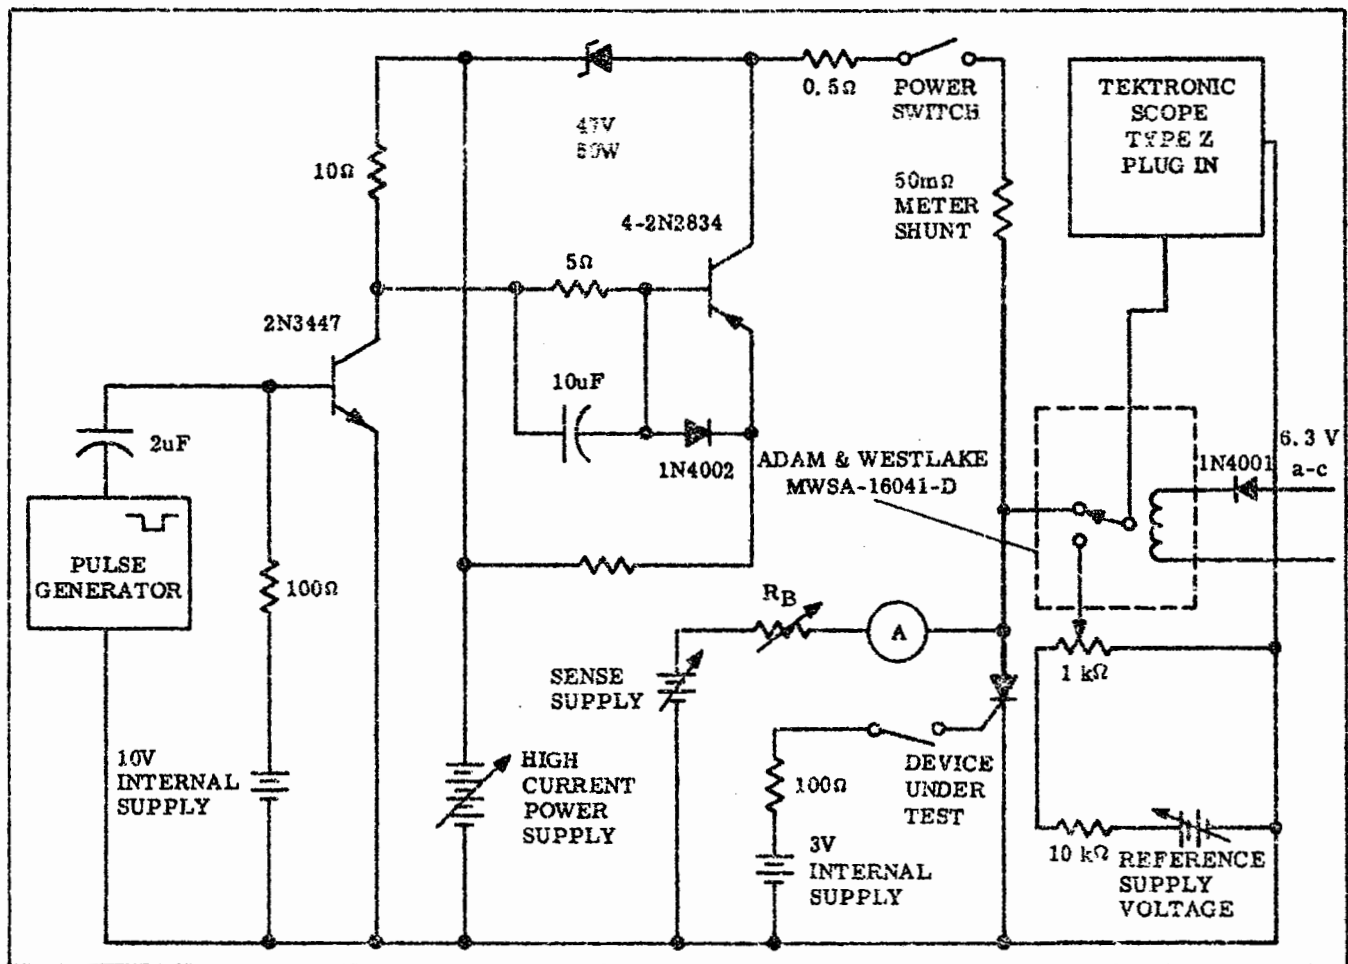 0.5Ω
POWER
SWITCH
TEKTRONIC
SCOPE
TYPE Z
PLUG IN
47V
50W
10Ω
50mΩ
METER
SHUNT
4-2N2834
5Ω
2N3447
10uF
1N4002
2uF
ADAM & WESTLAKE
MWSA-16041-D
6.3 V
a-c
1N4001
PULSE
GENERATOR
100Ω
RB
A
SENSE
SUPPLY
1 kΩ
10V
INTERNAL
SUPPLY
HIGH
CURRENT
POWER
SUPPLY
100Ω
DEVICE
UNDER
TEST
3V
INTERNAL
SUPPLY
10 kΩ
REFERENCE
SUPPLY
VOLTAGE